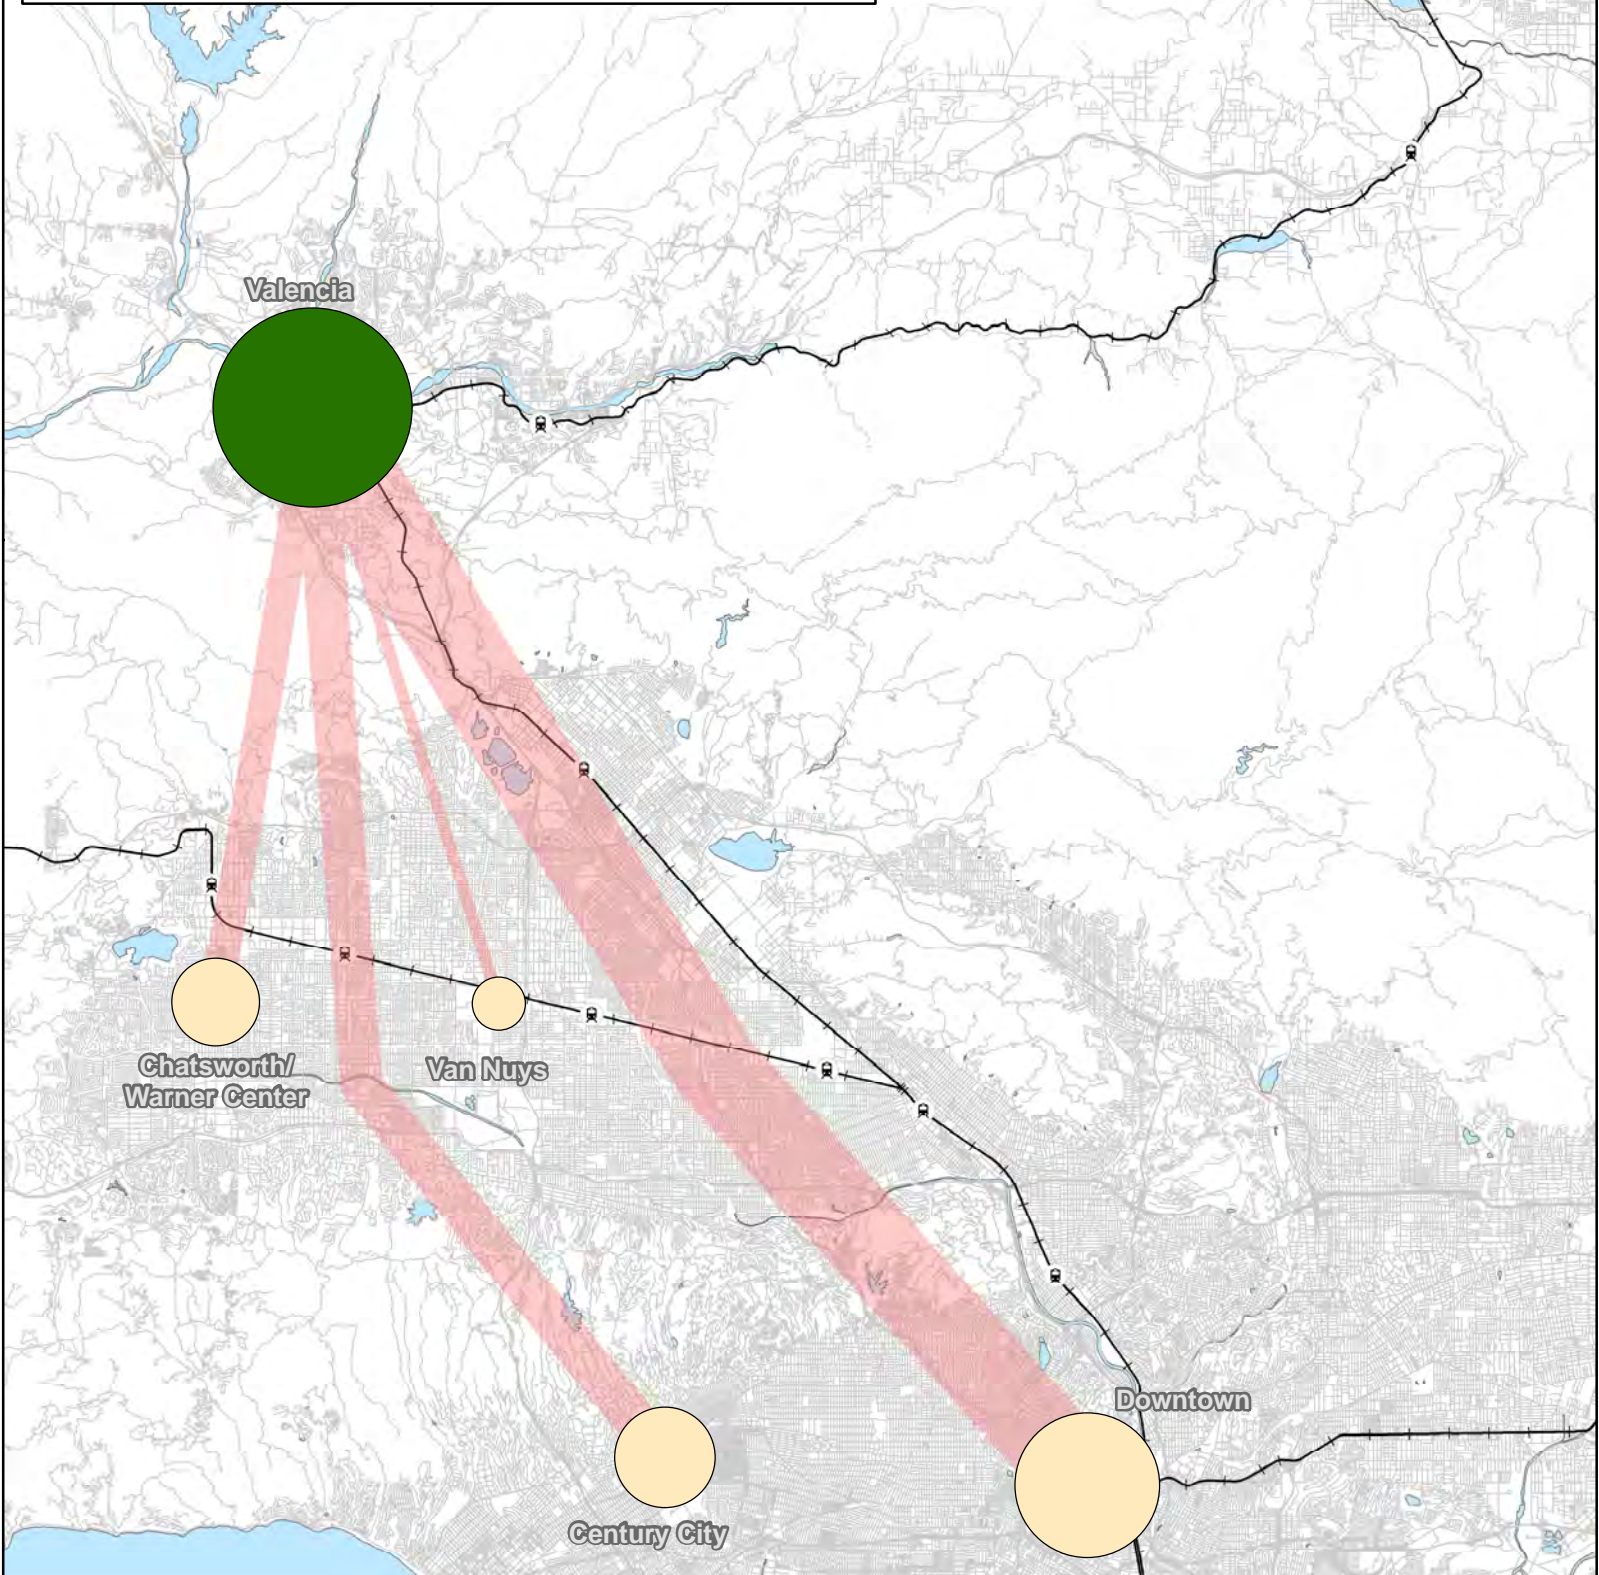 Valencia
Chatsworth/
Warner Center
Van Nuys
Downtown
Century City